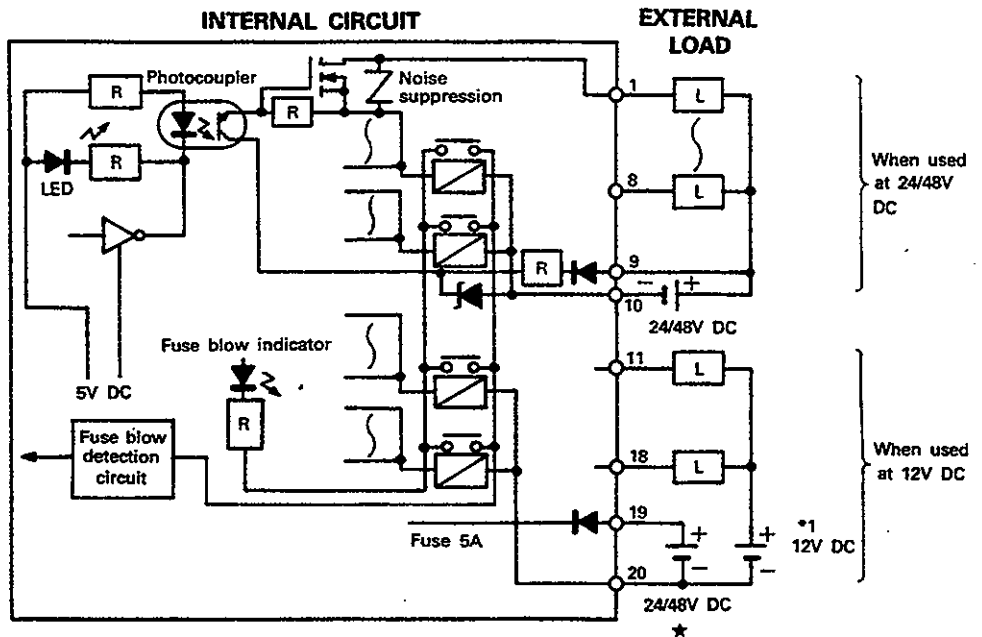 INTERNAL CIRCUIT
EXTERNAL
LOAD
Photocoupler
Noise
suppression
R
R
R
LED
1
L
8
L
When used
at 24/48V
DC
R
9
10
−
+
24/48V DC
5V DC
Fuse blow indicator
R
Fuse blow
detection
circuit
11
L
18
L
When used
at 12V DC
Fuse 5A
19
+
−
+
−
*1
12V DC
20
24/48V DC
★